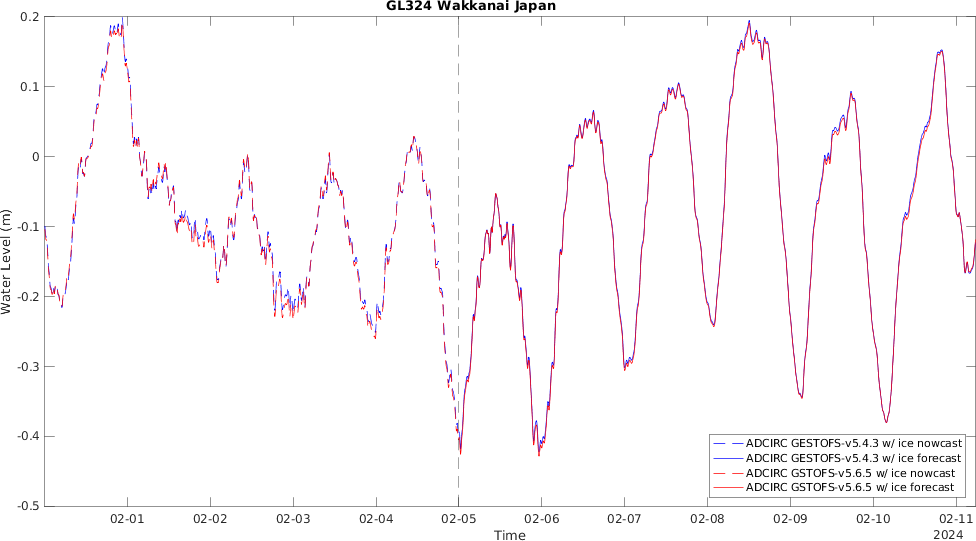 GL324 Wakkanai Japan
0.2
0.1
0
-0.1
-0.2
-0.3
-0.4
-0.5
Water Level (m)
02-01 02-02 02-03 02-04 02-05 02-06 02-07 02-08 02-09 02-10 02-11
Time
2024
ADCIRC GESTOFS-v5.4.3 w/ ice nowcast
ADCIRC GESTOFS-v5.4.3 w/ ice forecast
ADCIRC GSTOFS-v5.6.5 w/ ice nowcast
ADCIRC GSTOFS-v5.6.5 w/ ice forecast